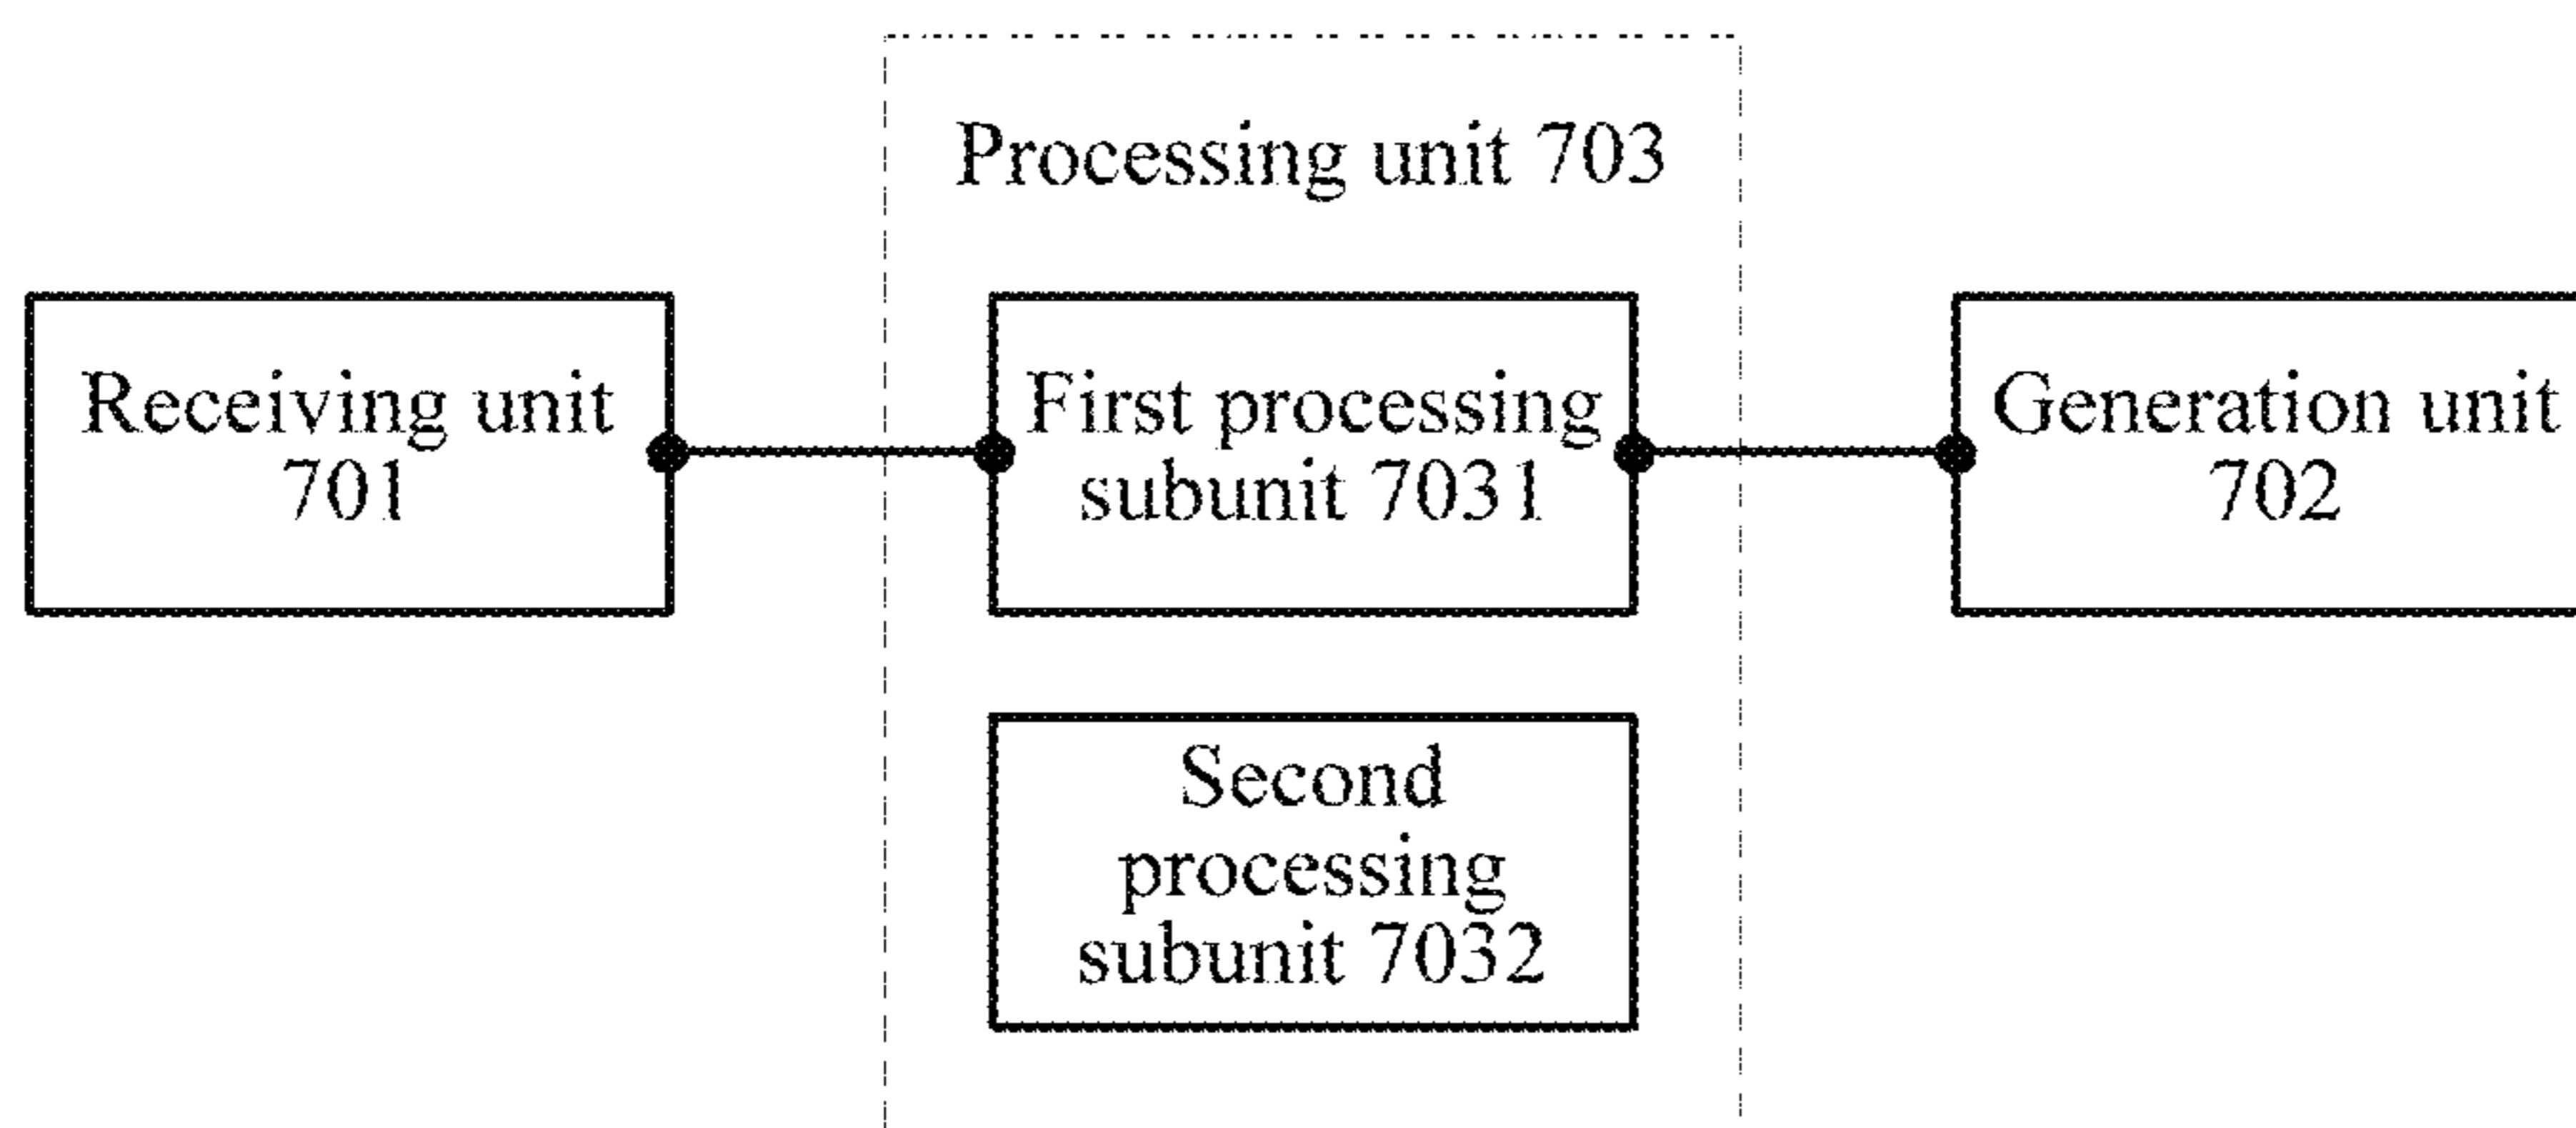 Processing unit 703
Receiving unit
701
First processing
subunit 7031
Generation unit
702
Second
processing
subunit 7032